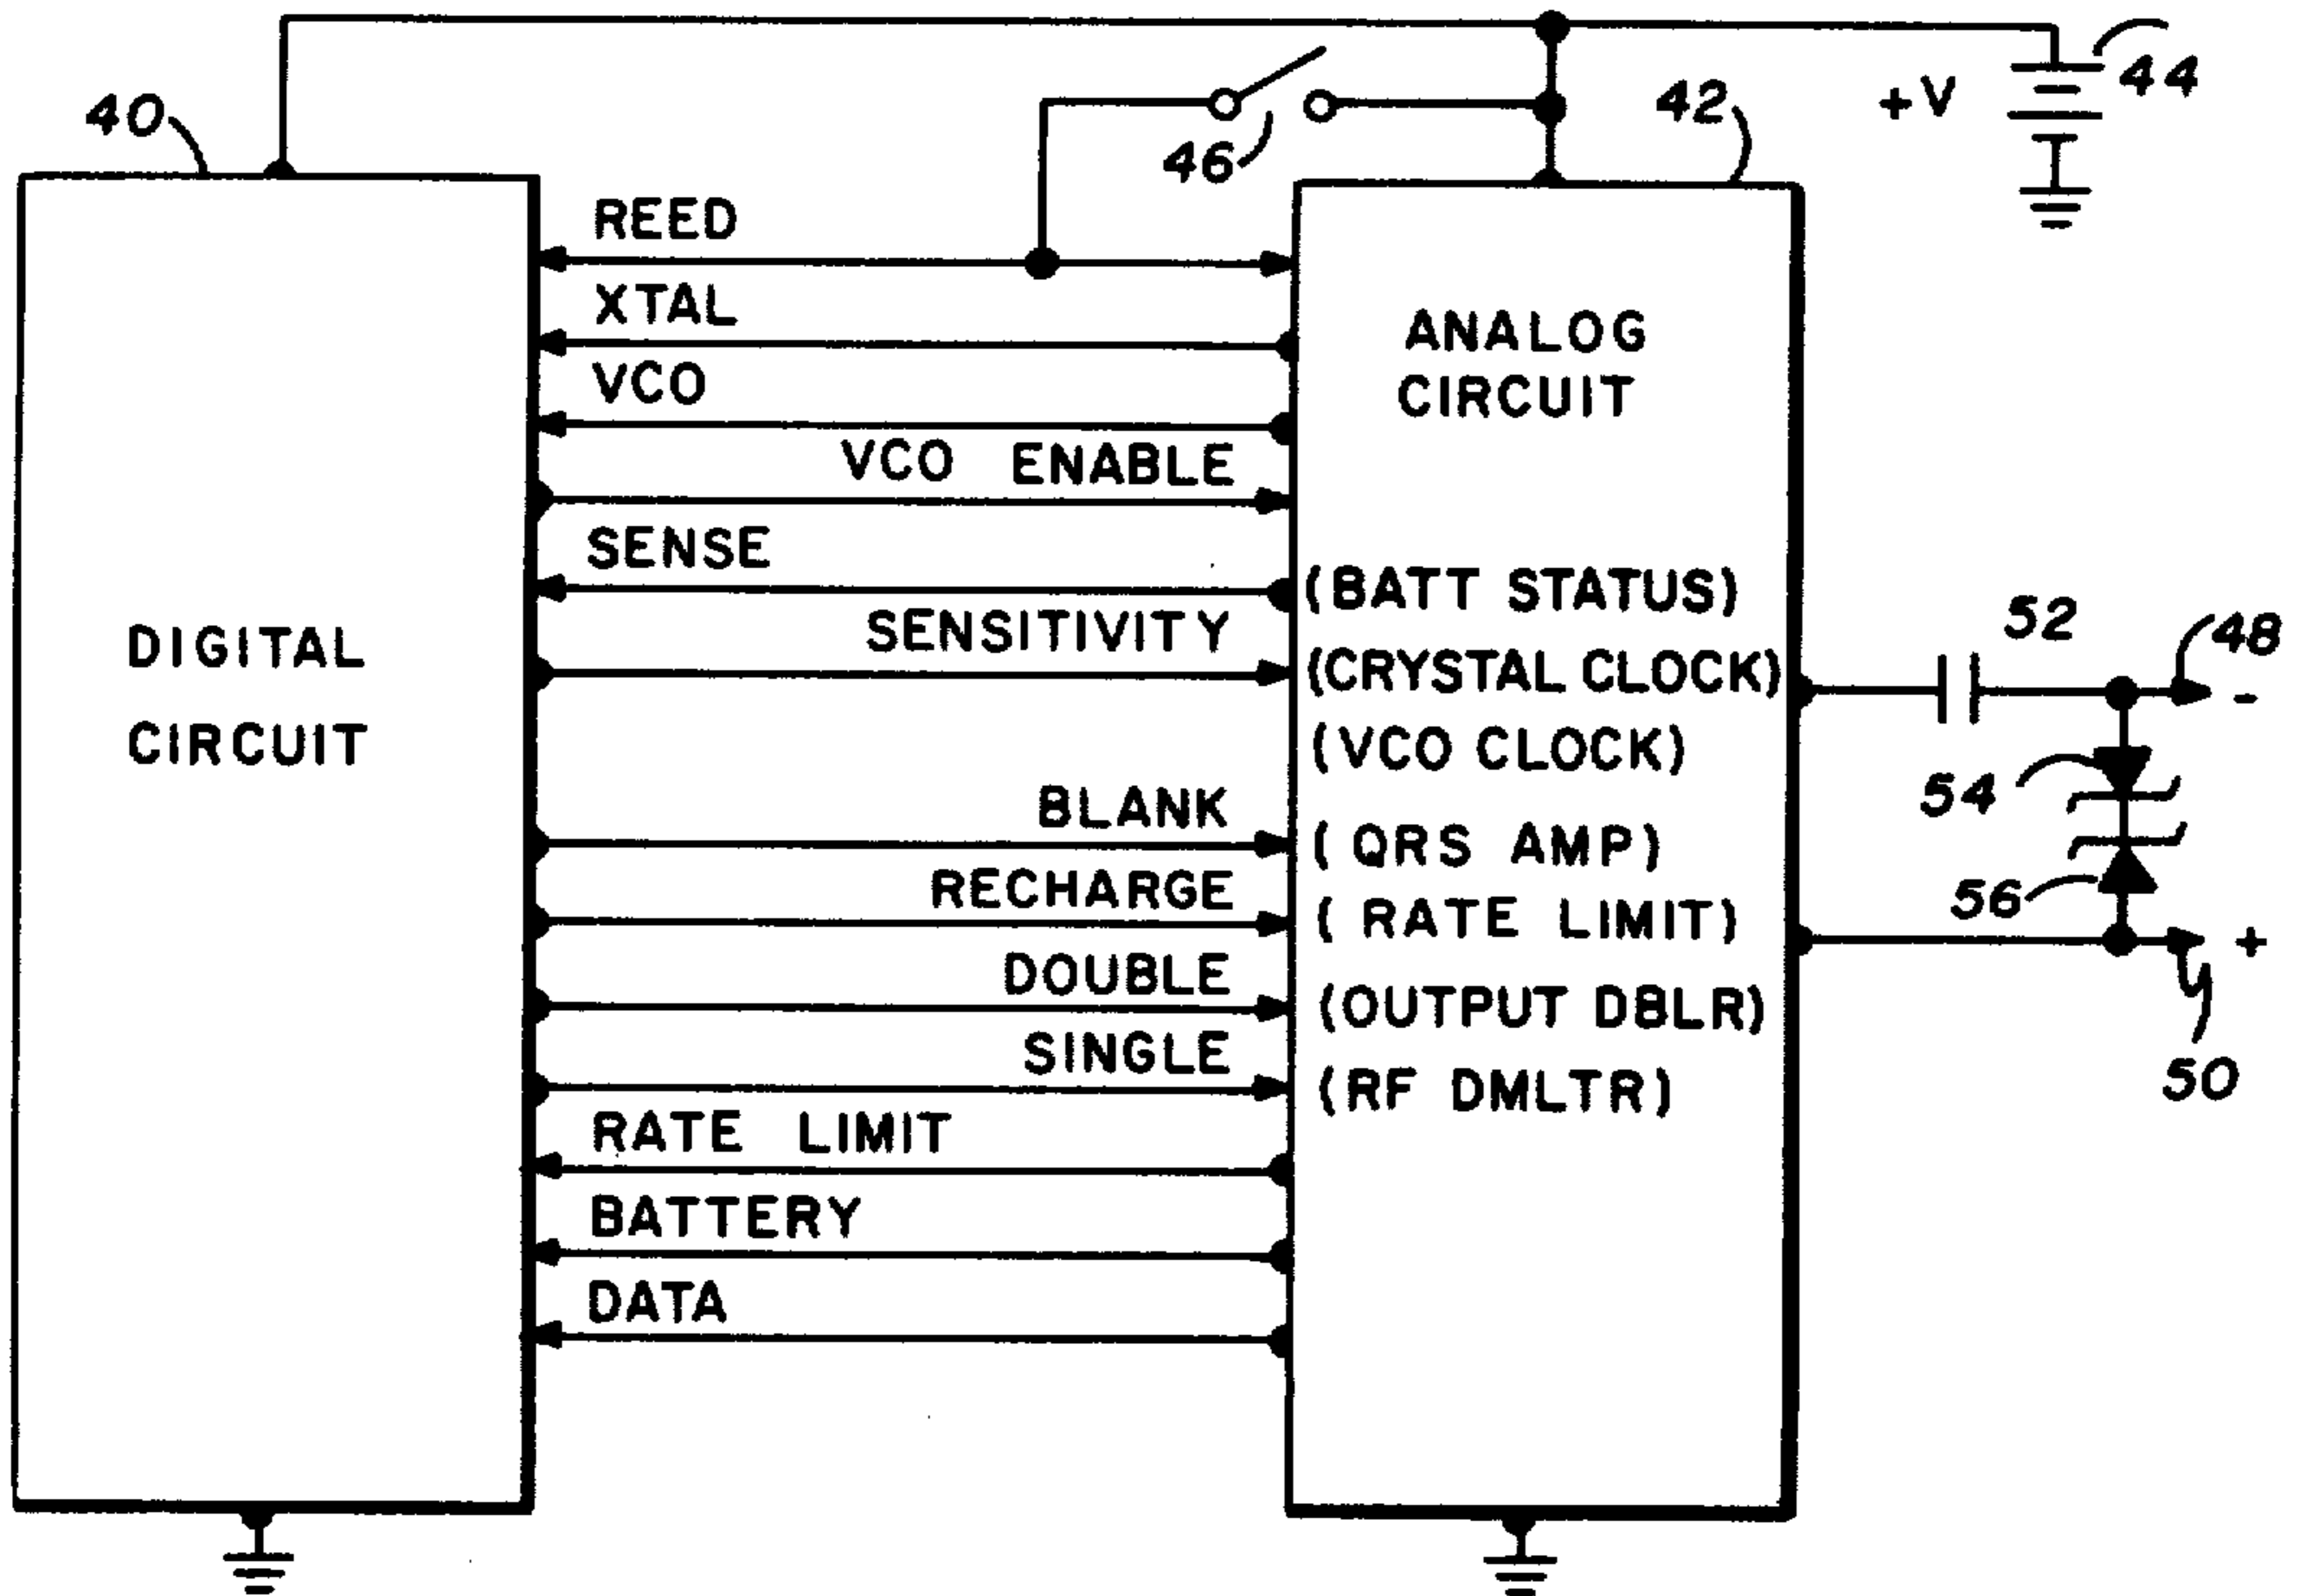 44
+V
42
40
46
REED
XTAL
ANALOG
CIRCUIT
VCO
VCO ENABLE
SENSE
(BATT STATUS)
SENSITIVITY
52
48
DIGITAL
CIRCUIT
(CRYSTAL CLOCK)
-
(VCO CLOCK)
54
BLANK
(QRS AMP)
RECHARGE
56
(RATE LIMIT)
+
DOUBLE
(OUTPUT DBLR)
SINGLE
(RF DMLTR)
50
RATE LIMIT
BATTERY
DATA